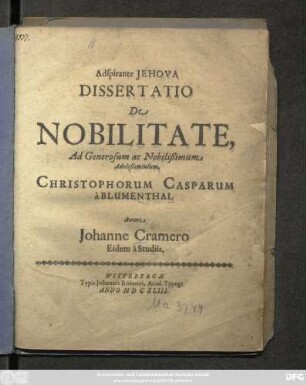 Adspirante JEHOVA
DISSERTATIO
De
NOBILITATE,
Ad Generosum ac Nobilissimum
Adolescentem,
CHRISTOPHORUM CASPARUM
à BLUMENTHAL,
Autore
Johanne Cramero
Eidem à Studiis,
WITTEBERGÆ
Typis Johannis Röhneri, Acad. Typogr.
ANNO M DC XLIII.